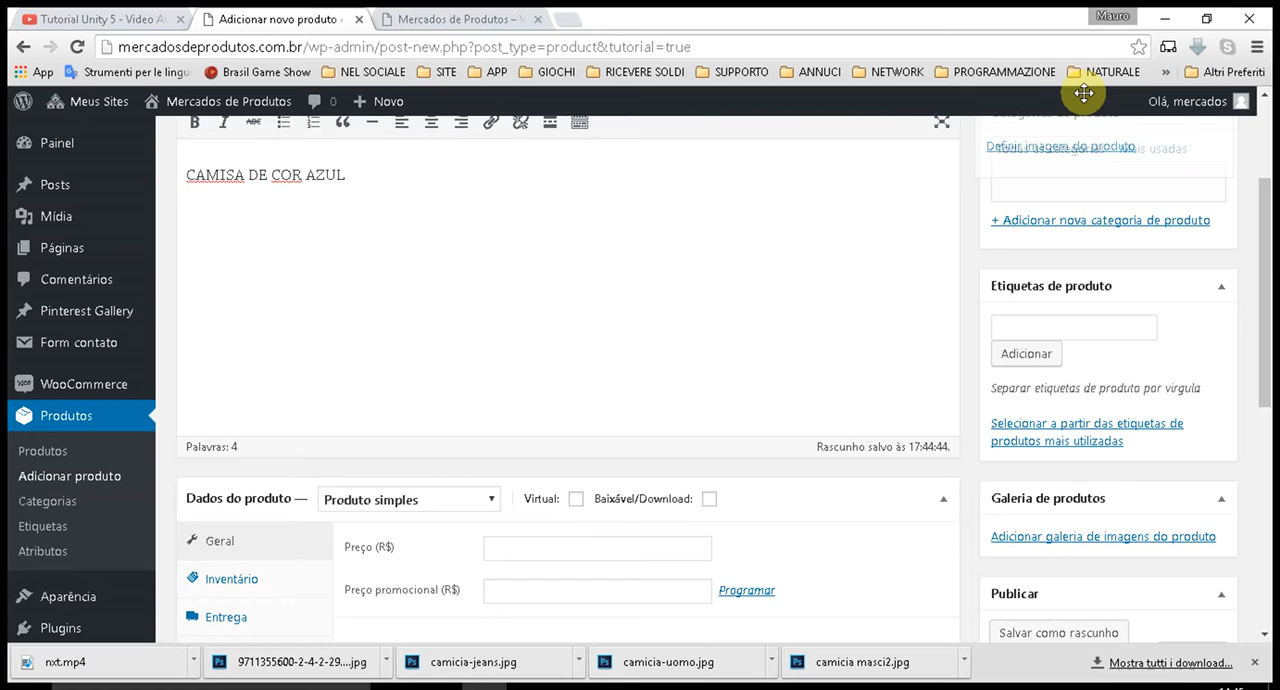 Tutorial Unity 5 - Video A
Adicionar novo produto
Mercados de Produtos –
Mauro
mercadosdeprodutos.com.br/wp-admin/post-new.php?post_type=product&tutorial=true
App
Strumenti per le lingu
Brasil Game Show
NEL SOCIALE
SITE
APP
GIOCHI
RICEVERE SOLDI
SUPPORTO
ANNUCI
NETWORK
PROGRAMMAZIONE
NATURALE
»
Altri Preferiti
Meus Sites
Mercados de Produtos
0
Novo
Olá, mercados
Painel
Posts
Mídia
Páginas
Comentários
Pinterest Gallery
Form contato
WooCommerce
Produtos
Produtos
Adicionar produto
Categorias
Etiquetas
Atributos
Aparência
Plugins
B I ABC
CAMISA DE COR AZUL
Palavras: 4
Rascunho salvo às 17:44:44.
Dados do produto —
Produto simples
Virtual:
Baixável/Download:
Geral
Inventário
Entrega
Preço (R$)
Preço promocional (R$)
Programar
Definir imagem do produto
Mais usadas
+ Adicionar nova categoria de produto
Etiquetas de produto
Adicionar
Separar etiquetas de produto por vírgula
Selecionar a partir das etiquetas de
produtos mais utilizadas
Galeria de produtos
Adicionar galeria de imagens do produto
Publicar
Salvar como rascunho
nxt.mp4
9711355600-2-4-2-29....jpg
camicia-jeans.jpg
camicia-uomo.jpg
camicia masci2.jpg
Mostra tutti i download...